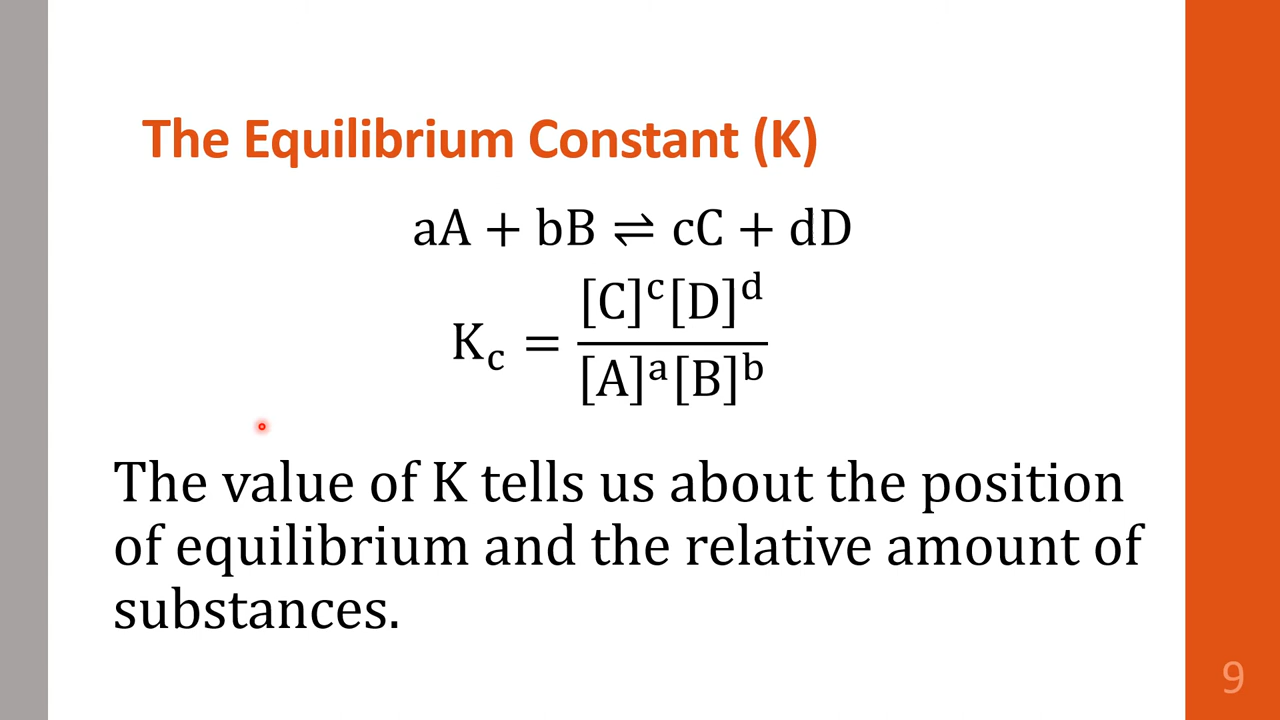 The Equilibrium Constant (K)
aA + bB ⇌ cC + dD
K_c = [C]^c[D]^d / [A]^a[B]^b
The value of K tells us about the position
of equilibrium and the relative amount of
substances.
9